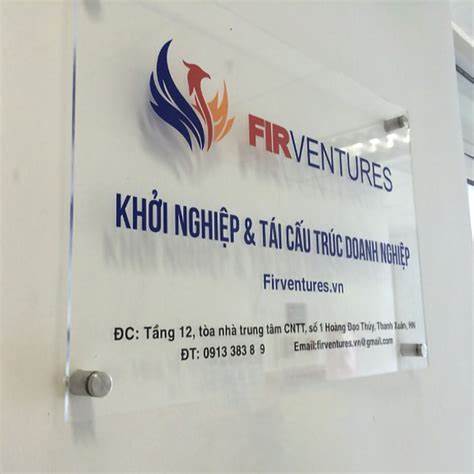 FIRVENTURES
KHỞI NGHIỆP & TÁI CẤU TRÚC DOANH NGHIỆP
Firventures.vn
ĐC: Tầng 12, tòa nhà trung tâm CNTT, số 1 Hoàng Đạo Thúy, Thanh Xuân, HN
ĐT: 0913 383 8 9 Email:firventures.vn@gmail.com